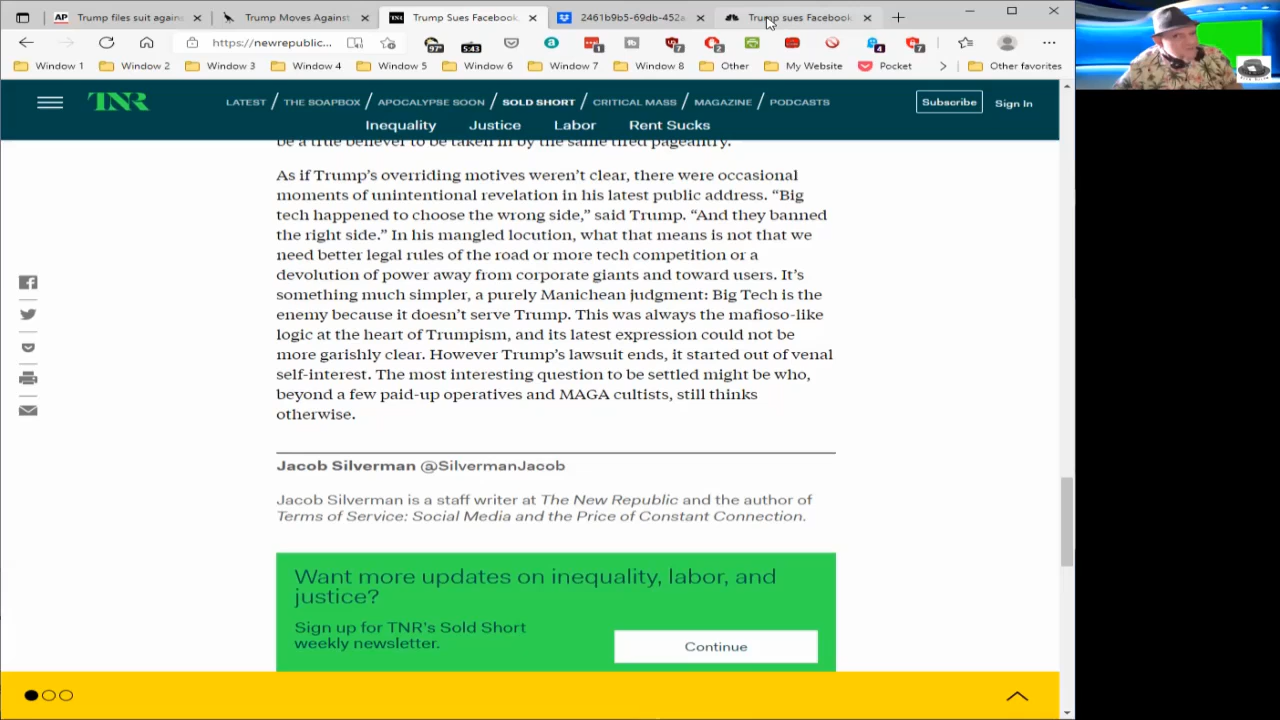 AP Trump files suit agains
Trump Moves Against
TNR Trump Sues Facebook,
2461b9b5-69db-452a
Trump sues Facebook
https://newrepublic...
97°
5:43
a
1
7
2
4
7
Window 1
Window 2
Window 3
Window 4
Window 5
Window 6
Window 7
Window 8
Other
My Website
Pocket
Other favorites
TNR
LATEST / THE SOAPBOX / APOCALYPSE SOON / SOLD SHORT / CRITICAL MASS / MAGAZINE / PODCASTS
Subscribe
Sign In
Inequality Justice Labor Rent Sucks
be a true believer to be taken in by the same tired pageantry.
As if Trump’s overriding motives weren’t clear, there were occasional
moments of unintentional revelation in his latest public address. “Big
tech happened to choose the wrong side,” said Trump. “And they banned
the right side.” In his mangled locution, what that means is not that we
need better legal rules of the road or more tech competition or a
devolution of power away from corporate giants and toward users. It’s
something much simpler, a purely Manichean judgment: Big Tech is the
enemy because it doesn’t serve Trump. This was always the mafioso-like
logic at the heart of Trumpism, and its latest expression could not be
more garishly clear. However Trump’s lawsuit ends, it started out of venal
self-interest. The most interesting question to be settled might be who,
beyond a few paid-up operatives and MAGA cultists, still thinks
otherwise.
Jacob Silverman @SilvermanJacob
Jacob Silverman is a staff writer at The New Republic and the author of
Terms of Service: Social Media and the Price of Constant Connection.
Want more updates on inequality, labor, and
justice?
Sign up for TNR's Sold Short
weekly newsletter.
Continue